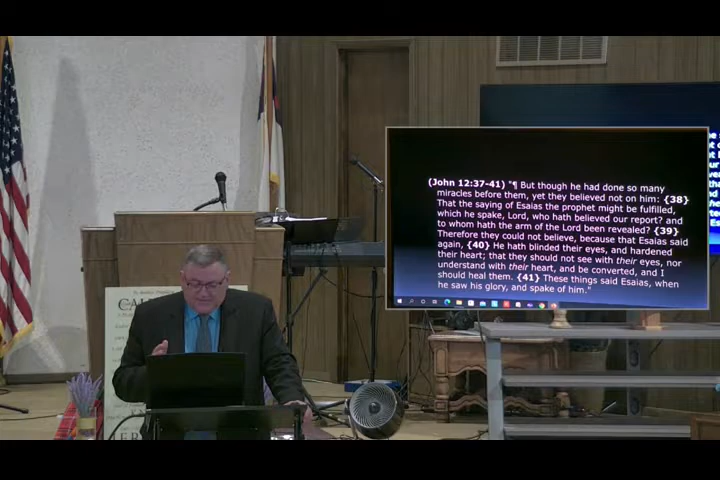 (John 12:37-41) "¶ But though he had done so many
miracles before them, yet they believed not on him: {38}
That the saying of Esaias the prophet might be fulfilled,
which he spake, Lord, who hath believed our report? and
to whom hath the arm of the Lord been revealed? {39}
Therefore they could not believe, because that Esaias said
again, {40} He hath blinded their eyes, and hardened
their heart; that they should not see with their eyes, nor
understand with their heart, and be converted, and I
should heal them. {41} These things said Esaias, when
he saw his glory, and spake of him."